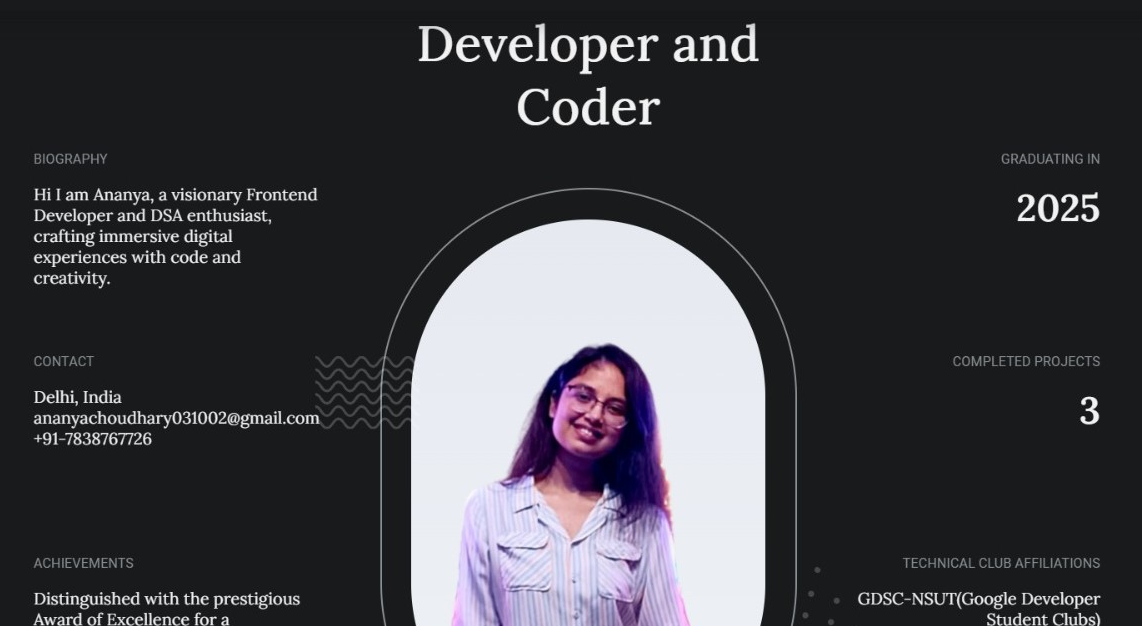 Developer and
Coder
BIOGRAPHY
Hi I am Ananya, a visionary Frontend
Developer and DSA enthusiast,
crafting immersive digital
experiences with code and
creativity.
CONTACT
Delhi, India
ananyachoudhary031002@gmail.com
+91-7838767726
ACHIEVEMENTS
Distinguished with the prestigious
Award of Excellence for a
GRADUATING IN
2025
COMPLETED PROJECTS
3
TECHNICAL CLUB AFFILIATIONS
GDSC-NSUT(Google Developer
Student Clubs)